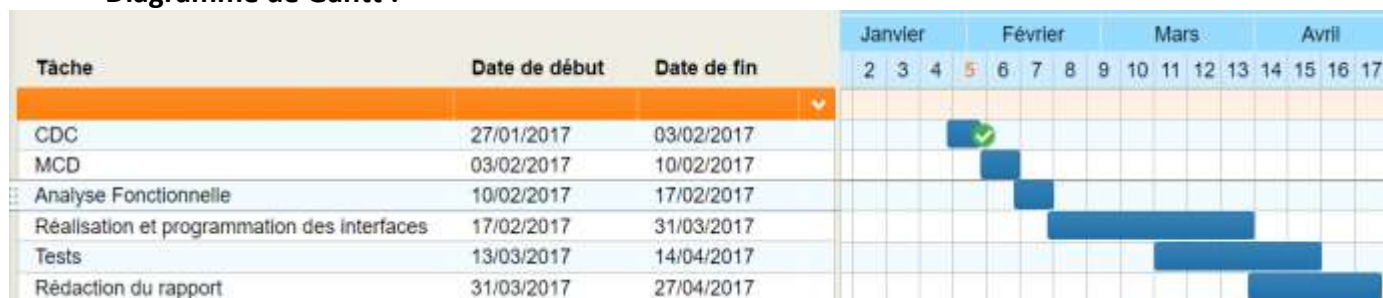 Diagramme de Gantt :
Janvier Février Mars Avril
Tâche Date de début Date de fin 2 3 4 5 6 7 8 9 10 11 12 13 14 15 16 17
CDC 27/01/2017 03/02/2017
MCD 03/02/2017 10/02/2017
Analyse Fonctionnelle 10/02/2017 17/02/2017
Réalisation et programmation des interfaces 17/02/2017 31/03/2017
Tests 13/03/2017 14/04/2017
Rédaction du rapport 31/03/2017 27/04/2017